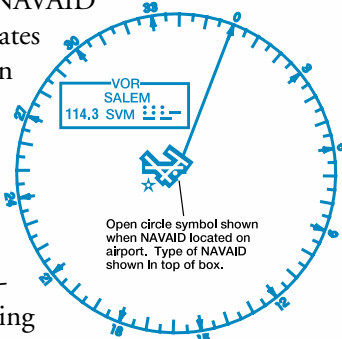 NAVAID
ates
n
VOR
SALEM
114.3 SVM
Open circle symbol shown
when NAVAID located on
airport. Type of NAVAID
shown in top of box.
-
ing
33
0
3
6
9
12
15
18
21
24
27
30